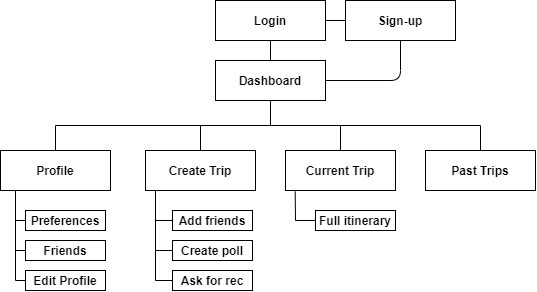 Login
Sign-up
Dashboard
Profile
Create Trip
Current Trip
Past Trips
Preferences
Friends
Edit Profile
Add friends
Create poll
Ask for rec
Full itinerary